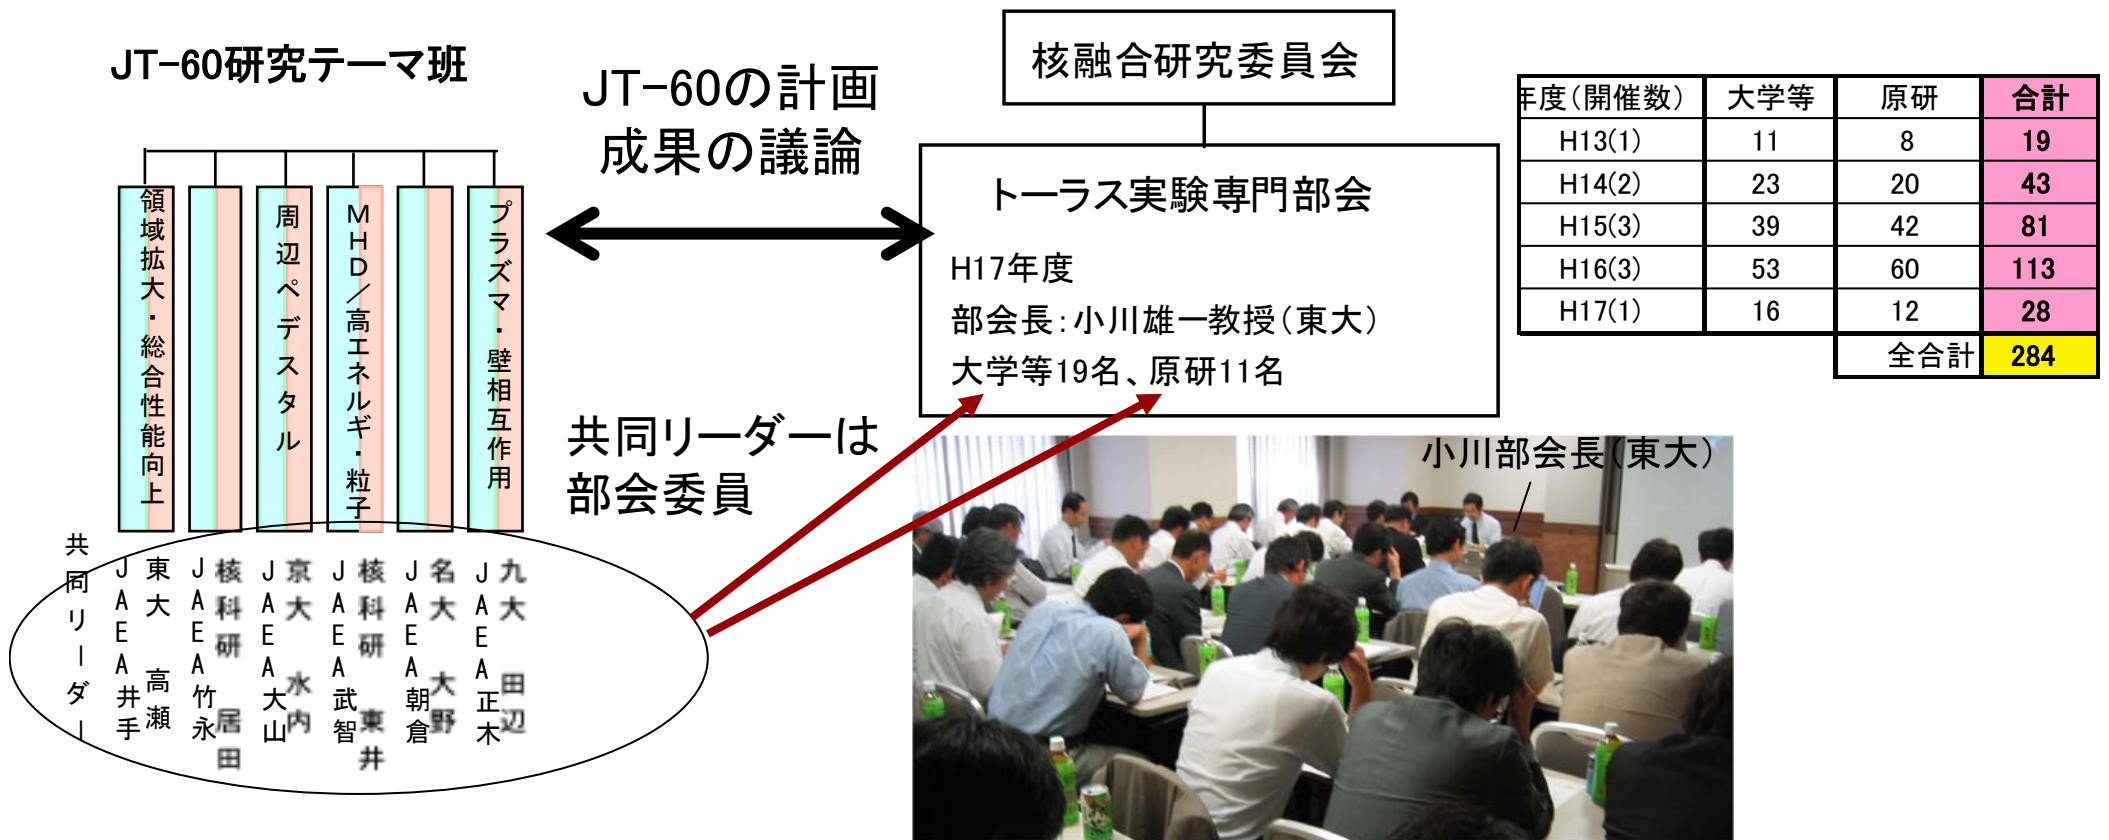 JT-60研究テーマ班
領域拡大・総合性能向上
周辺ペデスタル
MHD/高エネルギ・粒子
プラズマ・壁相互作用
共同リーダー
JAEA井手
東大 高瀬
JAEA竹永
核科研 居田
JAEA大山
京大 水内
JAEA武智
核科研 東井
JAEA朝倉
名大 大野
JAEA正木
九大 田辺
JT-60の計画
成果の議論
共同リーダーは
部会委員
核融合研究委員会
トーラス実験専門部会
H17年度
部会長:小川雄一教授(東大)
大学等19名、原研11名
小川部会長(東大)
年度(開催数) 大学等 原研 合計
H13(1) 11 8 19
H14(2) 23 20 43
H15(3) 39 42 81
H16(3) 53 60 113
H17(1) 16 12 28
全合計 284